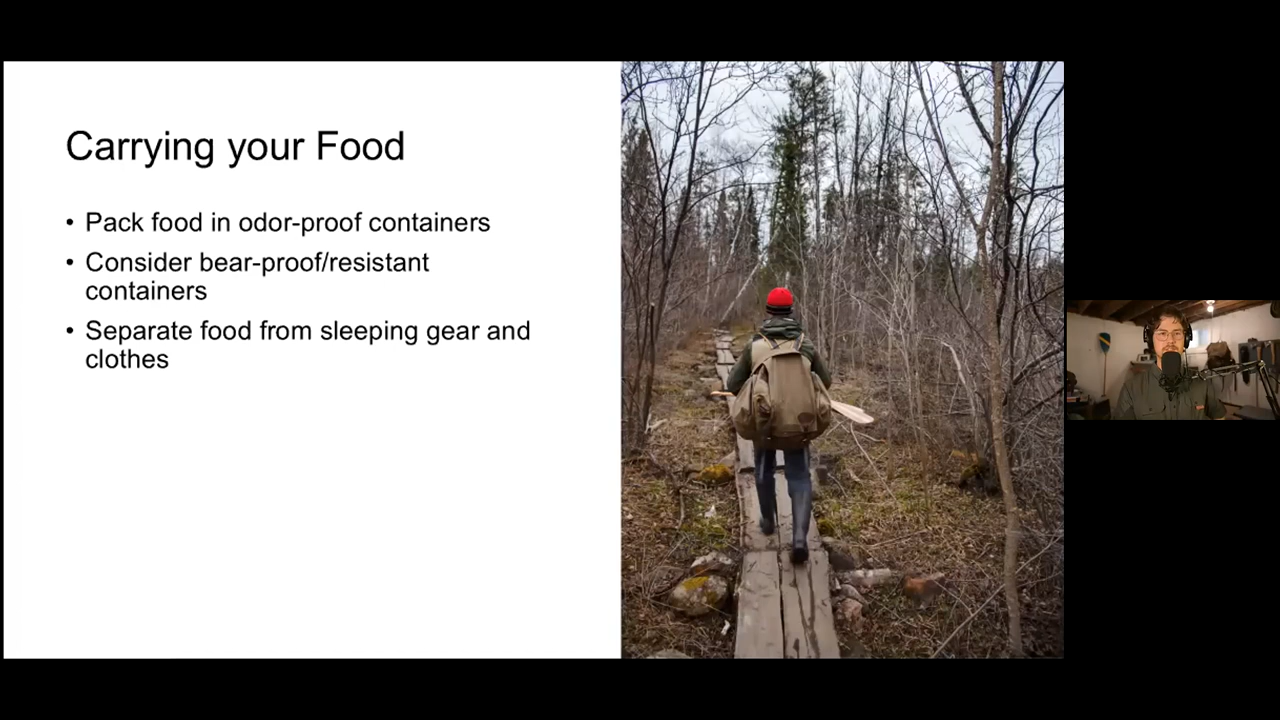 Carrying your Food
• Pack food in odor-proof containers
• Consider bear-proof/resistant
containers
• Separate food from sleeping gear and
clothes